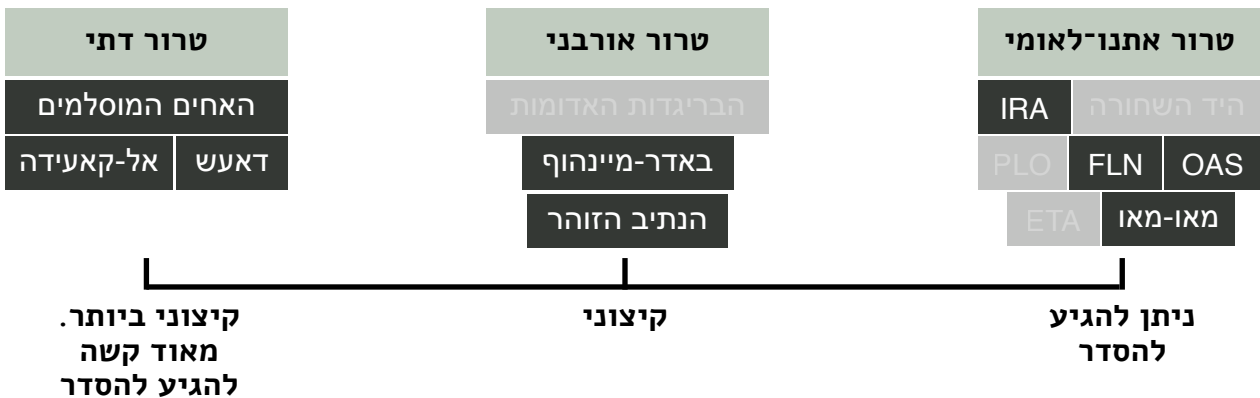 טרור אתנו־לאומי
היד השחורה
IRA
OAS
FLN
PLO
מאו-מאו
ETA
ניתן להגיע
להסדר
טרור אורבני
הבריגדות האדומות
באדר-מיינהוף
הנתיב הזוהר
קיצוני
טרור דתי
האחים המוסלמים
דאעש
אל-קאעידה
קיצוני ביותר.
מאוד קשה
להגיע להסדר